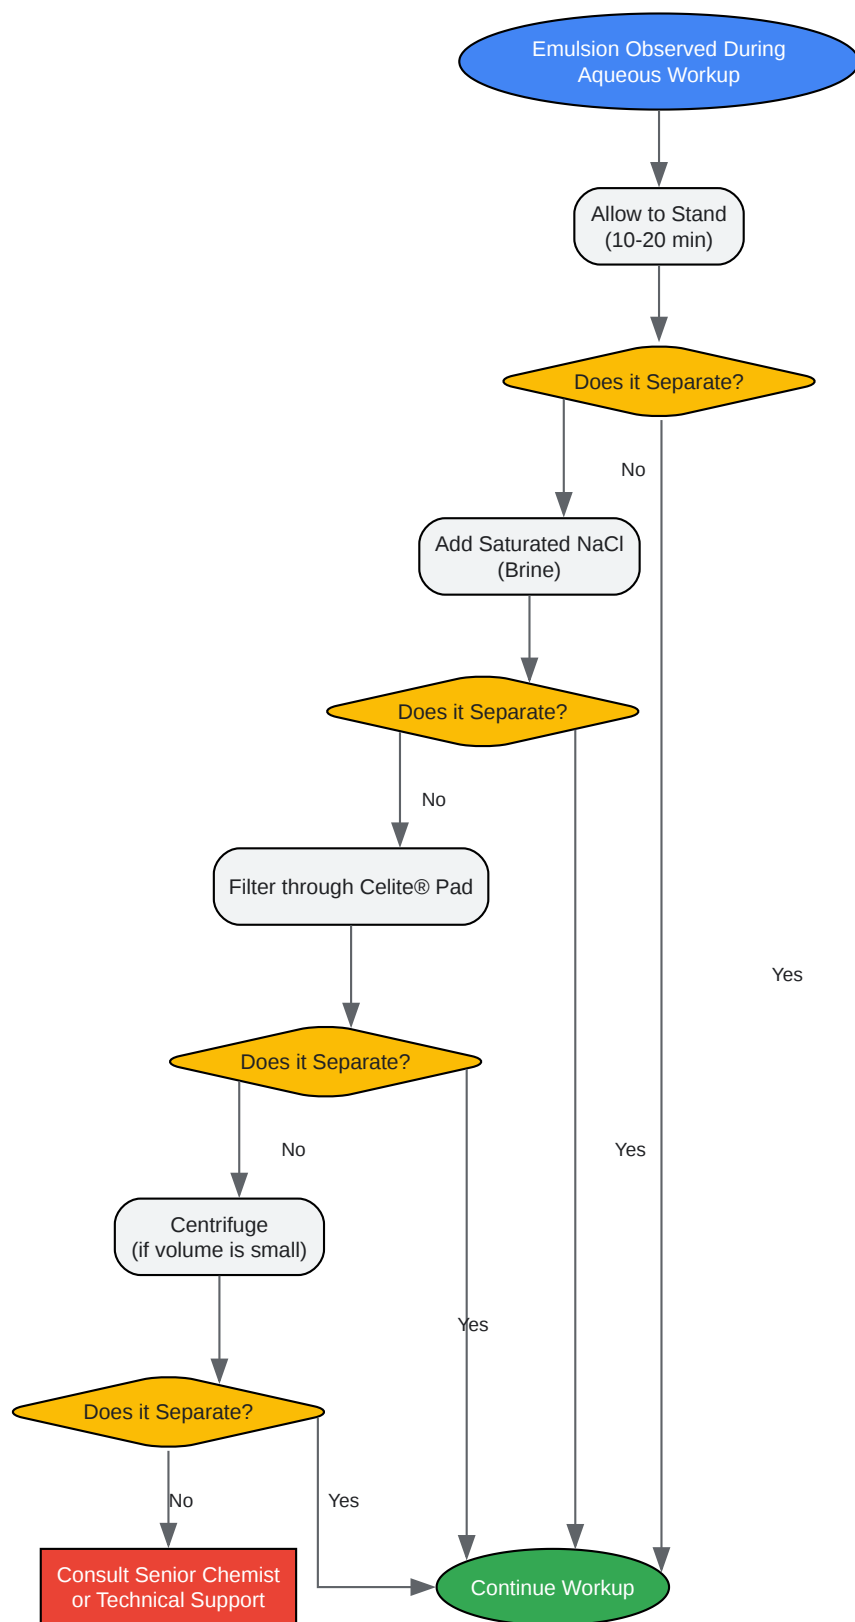 Emulsion Observed During
Aqueous Workup
Allow to Stand
(10-20 min)
Does it Separate?
No
Add Saturated NaCl
(Brine)
Does it Separate?
No
Filter through Celite® Pad
Yes
Does it Separate?
No
Yes
Centrifuge
(if volume is small)
Yes
Does it Separate?
No
Yes
Consult Senior Chemist
or Technical Support
Continue Workup